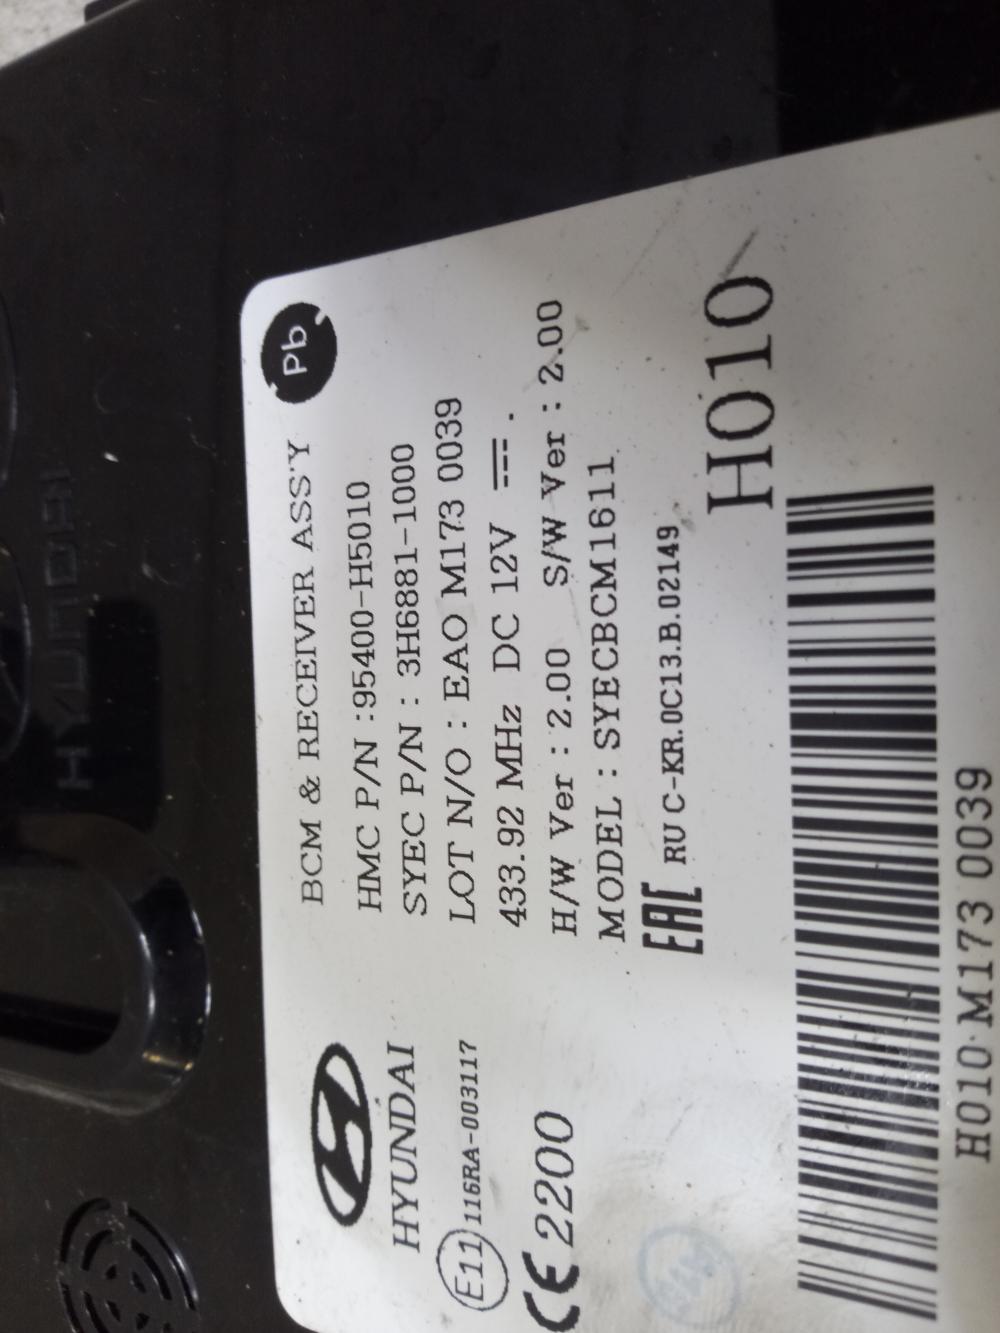 HYUNDAI
Pb
BCM & RECEIVER ASS'Y
HMC P/N :95400-H5010
SYEC P/N : 3H6881-1000
LOT N/O : EAO M173 0039
433.92 MHz DC 12V ⎓ .
H/W Ver : 2.00 S/W Ver : 2.00
MODEL : SYECBCM1611
EAC RU C-KR.0C13.B.02149
HYUNDAI
E11 116RA-003117
CE 2200
H010
H010 M173 0039